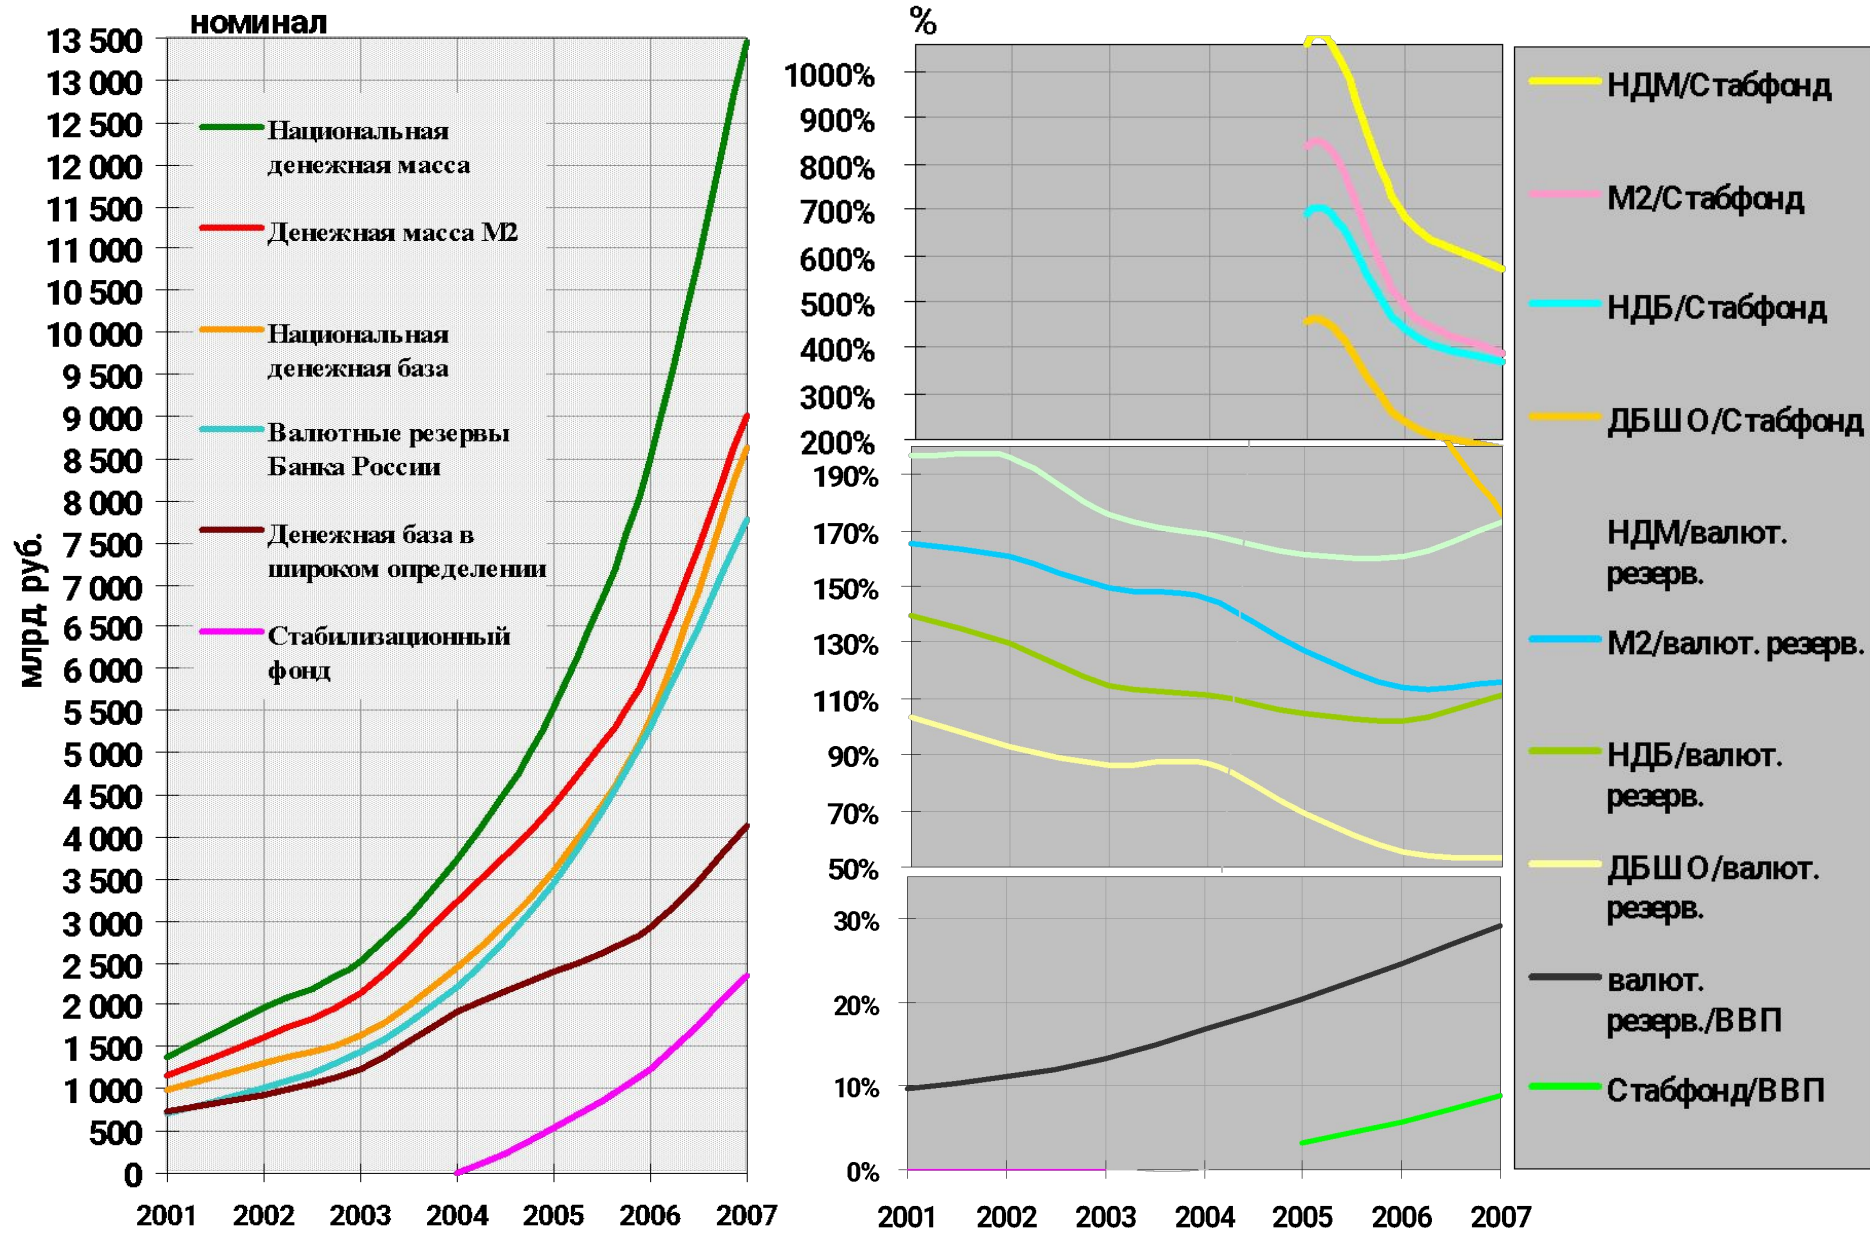 номинал
13 500
13 000
12 500
12 000
11 500
11 000
10 500
10 000
9 500
9 000
8 500
8 000
7 500
7 000
6 500
6 000
5 500
5 000
4 500
4 000
3 500
3 000
2 500
2 000
1 500
1 000
500
0
млрд. руб.
Национальная
денежная масса
Денежная масса М2
Национальная
денежная база
Валютные резервы
Банка России
Денежная база в
широком определении
Стабилизационный
фонд
2001 2002 2003 2004 2005 2006 2007
%
1000%
900%
800%
700%
600%
500%
400%
300%
200%
190%
170%
150%
130%
110%
90%
70%
50%
30%
20%
10%
0%
2001 2002 2003 2004 2005 2006 2007
НДМ/Стабфонд
М2/Стабфонд
НДБ/Стабфонд
ДБШО/Стабфонд
НДМ/валют.
резерв.
М2/валют. резерв.
НДБ/валют.
резерв.
ДБШО/валют.
резерв.
валют.
резерв./ВВП
Стабфонд/ВВП